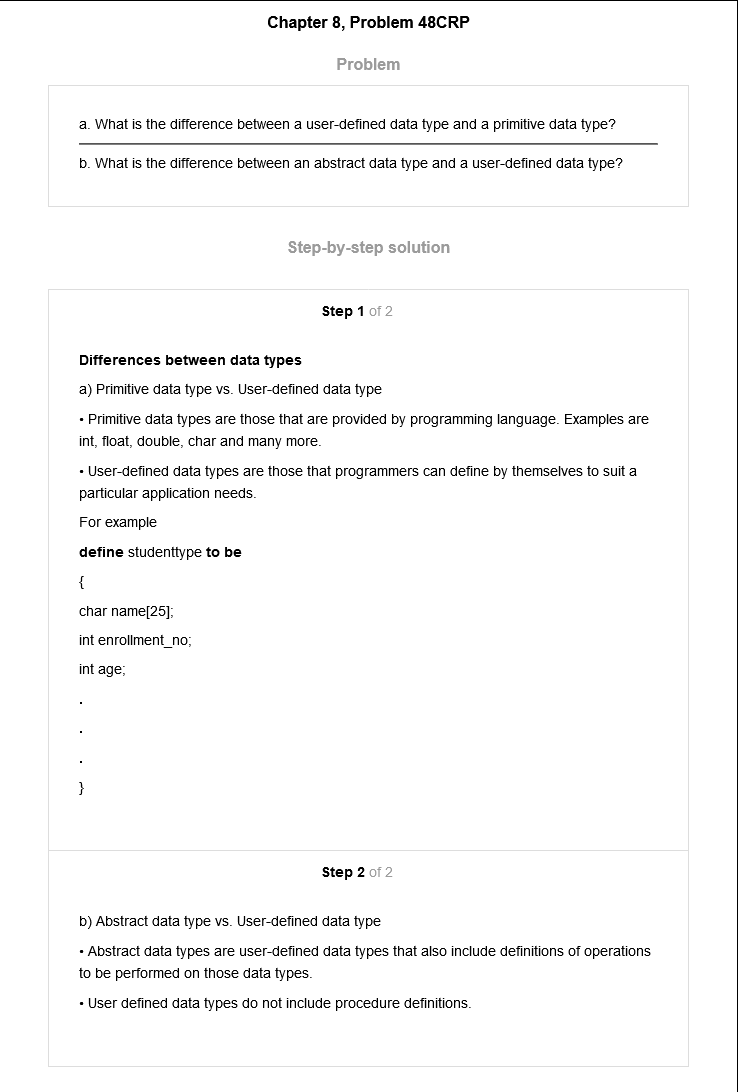 Chapter 8, Problem 48CRP
Problem
a. What is the difference between a user-defined data type and a primitive data type?
b. What is the difference between an abstract data type and a user-defined data type?
Step-by-step solution
Step 1 of 2
Differences between data types
a) Primitive data type vs. User-defined data type
• Primitive data types are those that are provided by programming language. Examples are
int, float, double, char and many more.
• User-defined data types are those that programmers can define by themselves to suit a
particular application needs.
For example
define studenttype to be
{
char name[25];
int enrollment_no;
int age;
.
.
.
}
Step 2 of 2
b) Abstract data type vs. User-defined data type
• Abstract data types are user-defined data types that also include definitions of operations
to be performed on those data types.
• User defined data types do not include procedure definitions.